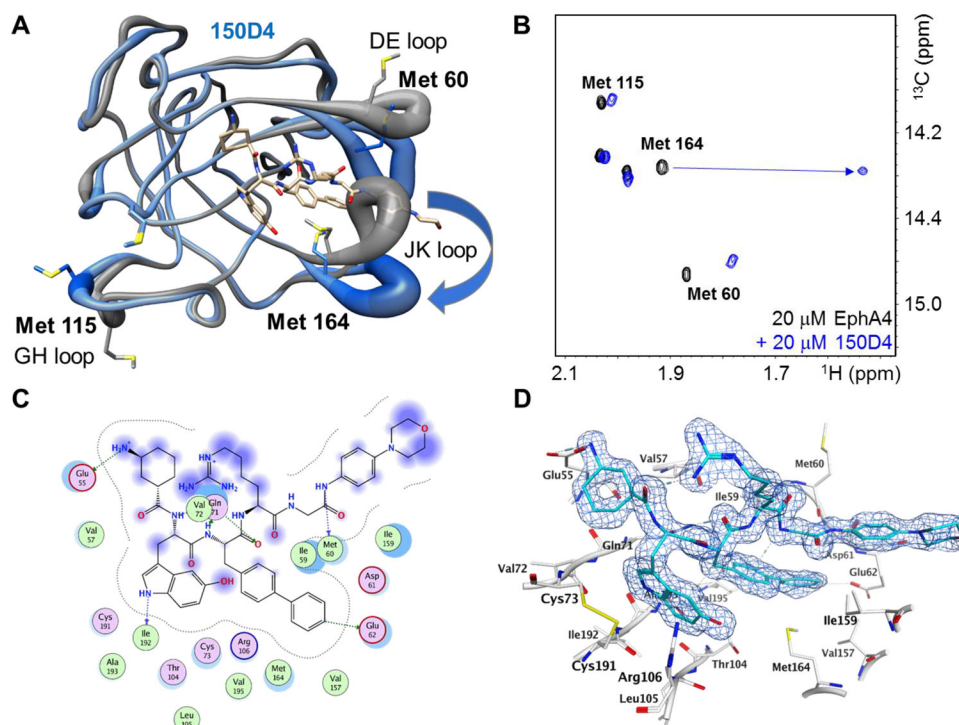 A
150D4
DE loop
Met 60
JK loop
Met 115
GH loop
Met 164
B
Met 115
Met 164
Met 60
20 μM EphA4
+ 20 μM 150D4
14.2
14.4
15.0
¹³C (ppm)
2.1
1.9
1.7
¹H (ppm)
C
Glu
55
Val
57
Val
72
Gln
71
Ile
59
Met
60
Ile
159
Asp
61
Glu
62
Cys
191
Ile
192
Ala
193
Thr
104
Cys
73
Arg
106
Val
195
Met
164
Val
157
H₂N
NH₂
NH₂
N
H
O
OH
D
Val57
Met60
Glu55
Ile59
Gln71
Asp61
Val72
Glu62
Cys73
Val195
Ile159
Ile192
Val157
Cys191
Thr104
Met164
Arg106
Leu105